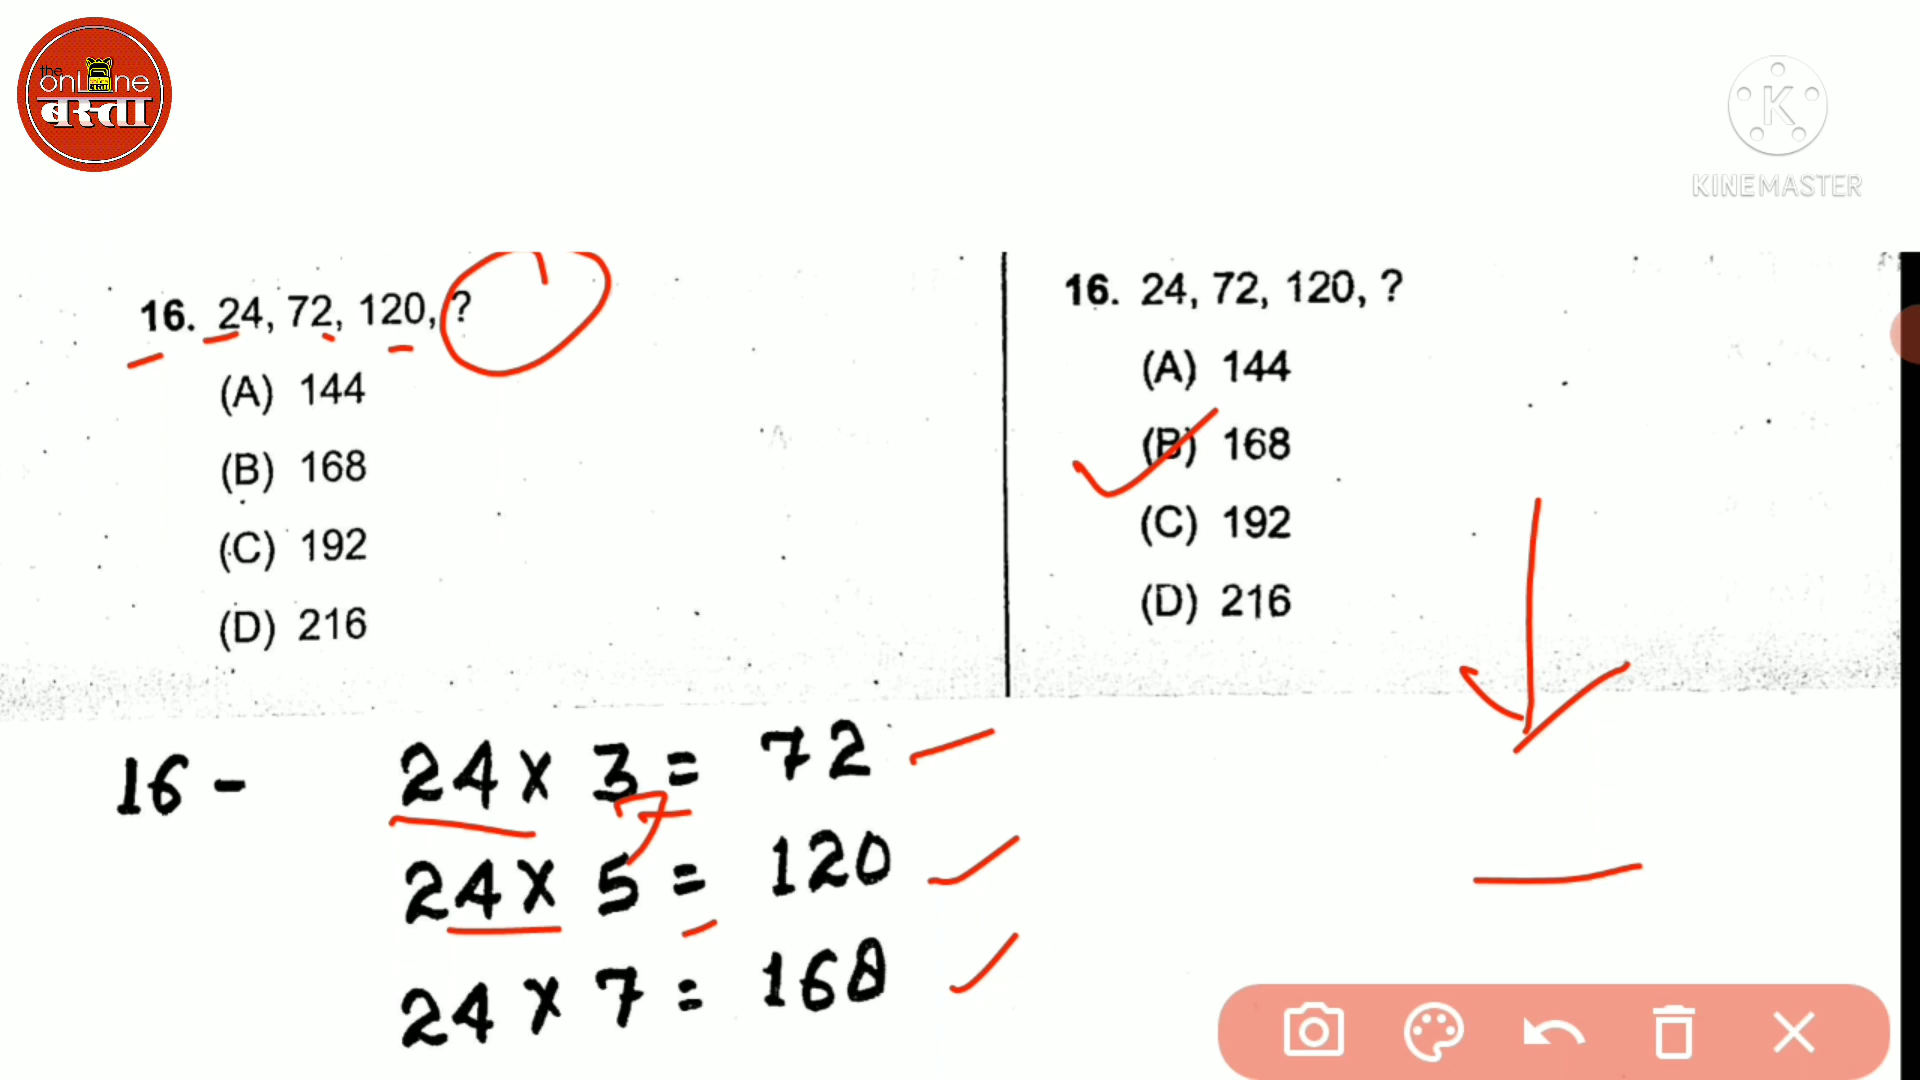 the
onLine
बस्ता
K
KINEMASTER
16. 24, 72, 120, ?
(A) 144
(B) 168
(C) 192
(D) 216
16. 24, 72, 120, ?
(A) 144
(B) 168
(C) 192
(D) 216
16 - 24 x 3 = 72
24 x 5 = 120
24 x 7 = 168